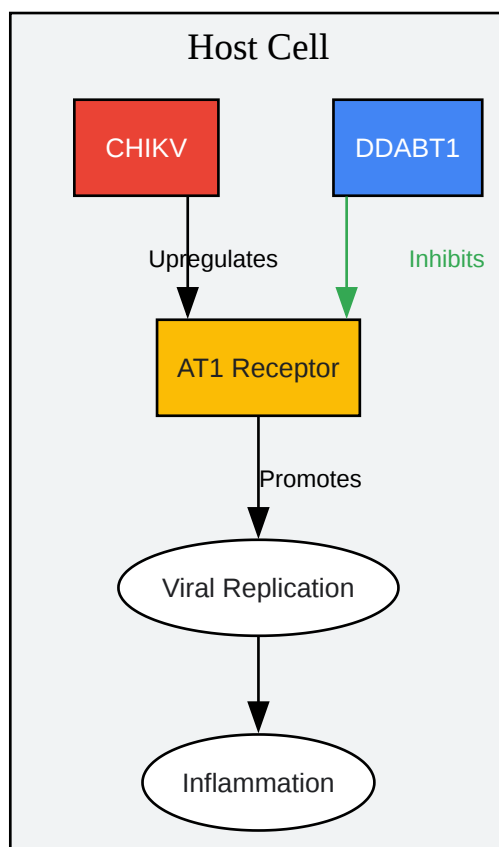 Host Cell
CHIKV
DDABT1
Upregulates
Inhibits
AT1 Receptor
Promotes
Viral Replication
Inflammation